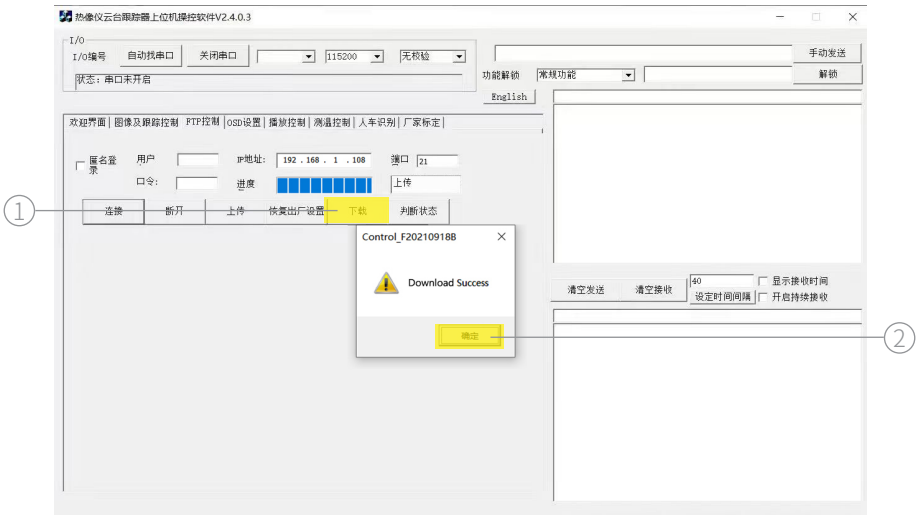 热像仪云台跟踪器上位机操控软件V2.4.0.3
I/O
I/O编号 自动找串口 关闭串口 115200 无校验
手动发送
状态：串口未开启
功能解锁 常规功能 解锁
English
欢迎界面 图像及跟踪控制 FTP控制 OSD设置 播放控制 测温控制 人车识别 厂家标定
匿名登录 用户 IP地址: 192 . 168 . 1 . 108 端口 21
口令: 进度 上传
① 连接 断开 上传 恢复出厂设置 下载 判断状态
Control_F20210918B
Download Success
确定 ②
清空发送 清空接收 40 显示接收时间
设定时间间隔 开启持续接收